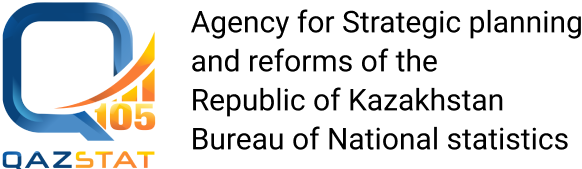 Agency for Strategic planning
and reforms of the
Republic of Kazakhstan
Bureau of National statistics
105
QAZSTAT